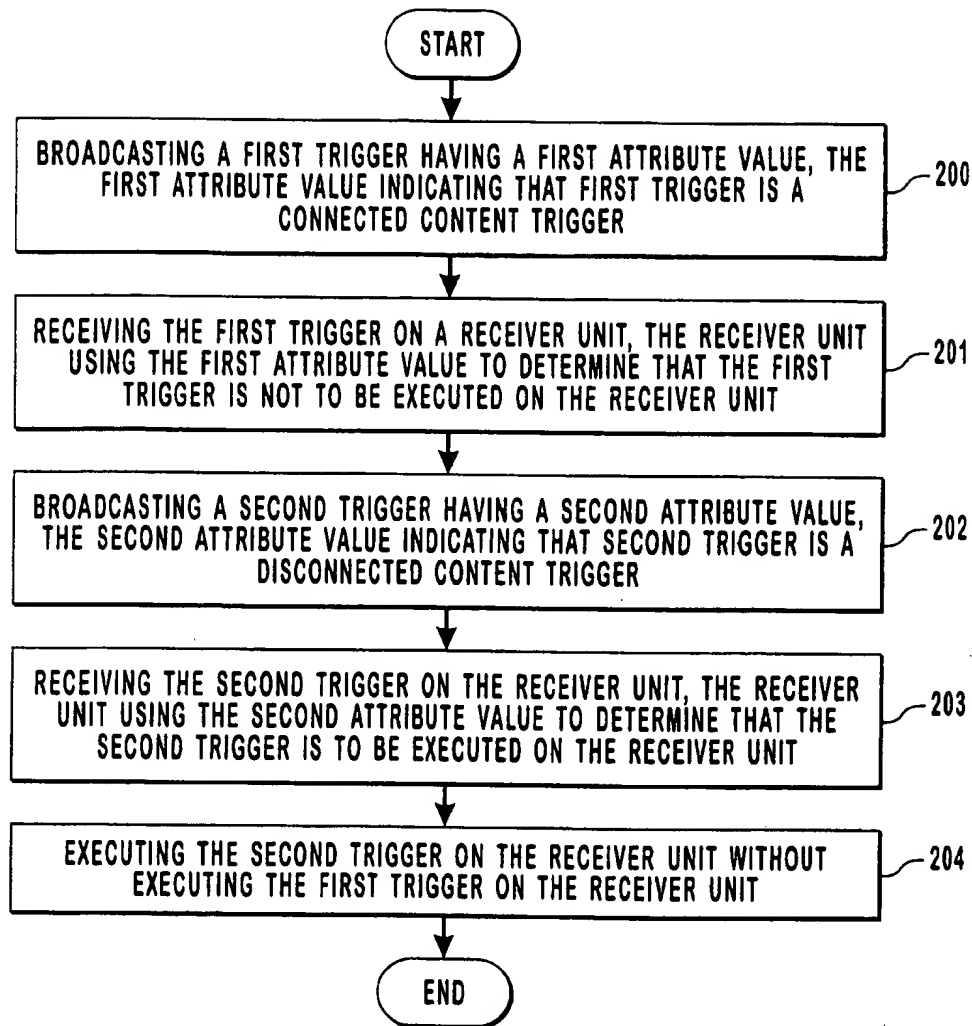 START
BROADCASTING A FIRST TRIGGER HAVING A FIRST ATTRIBUTE VALUE, THE
FIRST ATTRIBUTE VALUE INDICATING THAT FIRST TRIGGER IS A
CONNECTED CONTENT TRIGGER
200
RECEIVING THE FIRST TRIGGER ON A RECEIVER UNIT, THE RECEIVER UNIT
USING THE FIRST ATTRIBUTE VALUE TO DETERMINE THAT THE FIRST
TRIGGER IS NOT TO BE EXECUTED ON THE RECEIVER UNIT
201
BROADCASTING A SECOND TRIGGER HAVING A SECOND ATTRIBUTE VALUE,
THE SECOND ATTRIBUTE VALUE INDICATING THAT SECOND TRIGGER IS A
DISCONNECTED CONTENT TRIGGER
202
RECEIVING THE SECOND TRIGGER ON THE RECEIVER UNIT, THE RECEIVER
UNIT USING THE SECOND ATTRIBUTE VALUE TO DETERMINE THAT THE
SECOND TRIGGER IS TO BE EXECUTED ON THE RECEIVER UNIT
203
EXECUTING THE SECOND TRIGGER ON THE RECEIVER UNIT WITHOUT
EXECUTING THE FIRST TRIGGER ON THE RECEIVER UNIT
204
END